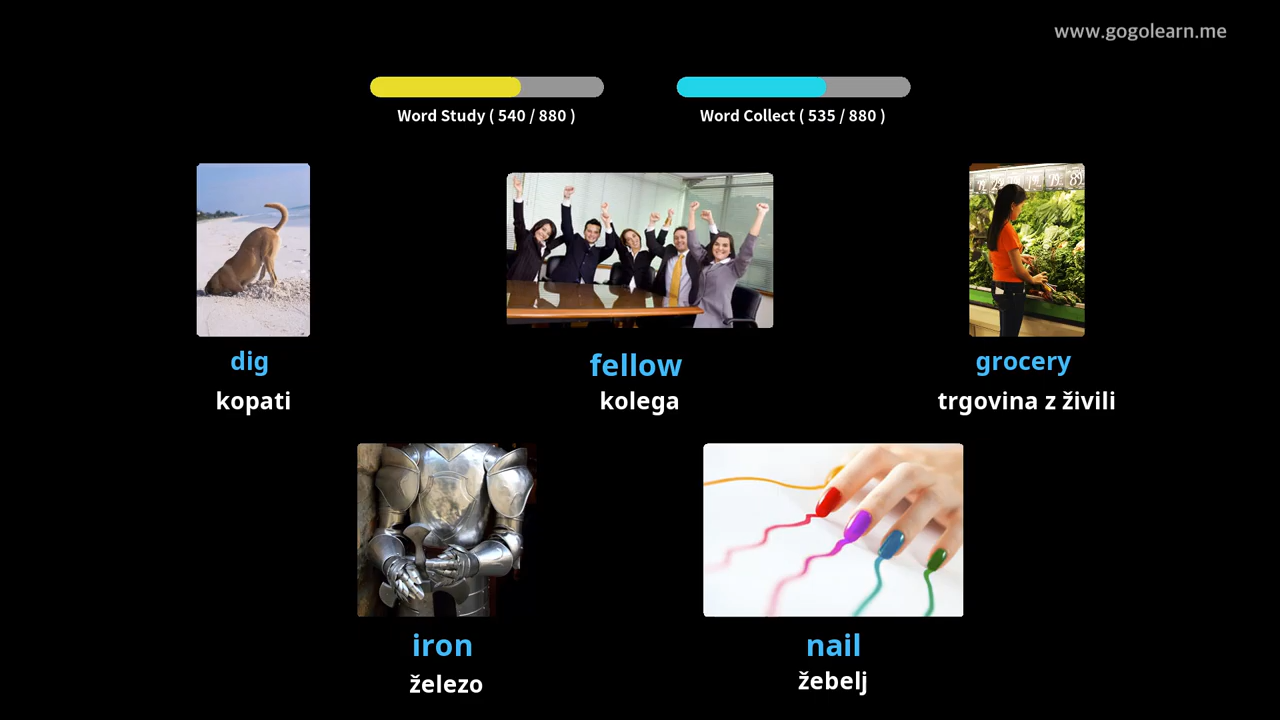 www.gogolearn.me
Word Study ( 540 / 880 )
Word Collect ( 535 / 880 )
dig
kopati
fellow
kolega
grocery
trgovina z živili
iron
železo
nail
žebelj